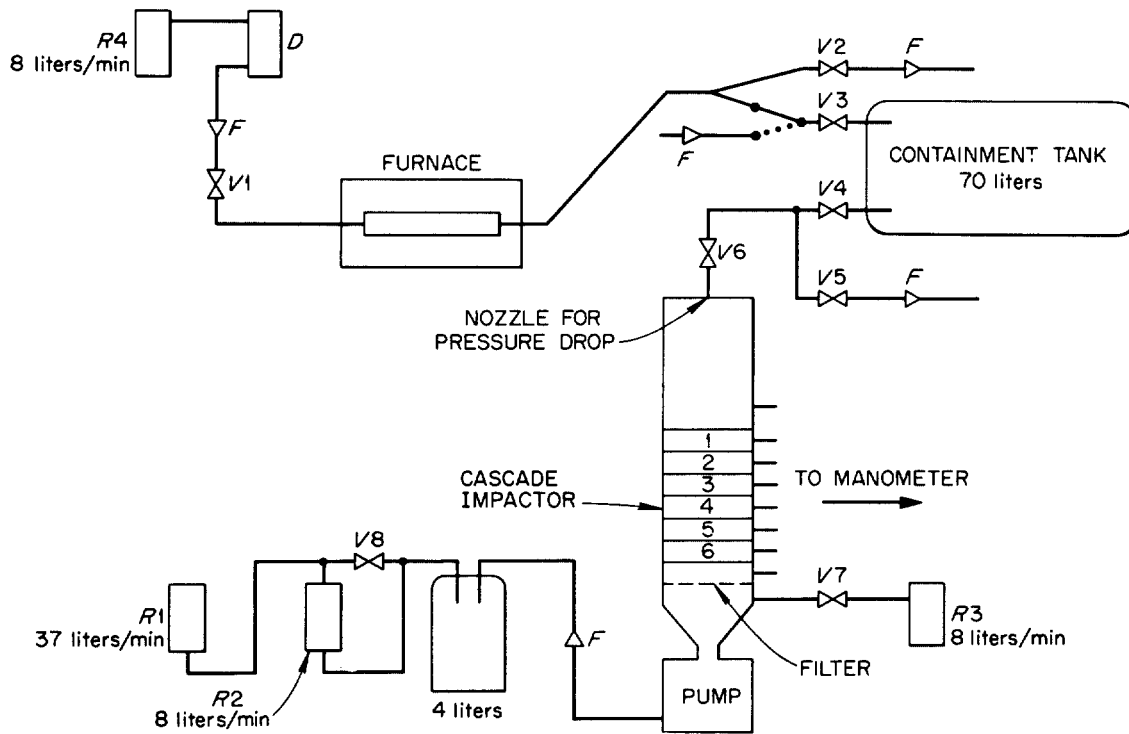 R4
8 liters/min
D
F
V1
FURNACE
V2
F
V3
F
CONTAINMENT TANK
70 liters
V4
V6
V5
F
NOZZLE FOR
PRESSURE DROP
1
2
3
4
5
6
CASCADE
IMPACTOR
TO MANOMETER
V8
V7
R1
37 liters/min
R2
8 liters/min
4 liters
F
R3
8 liters/min
FILTER
PUMP